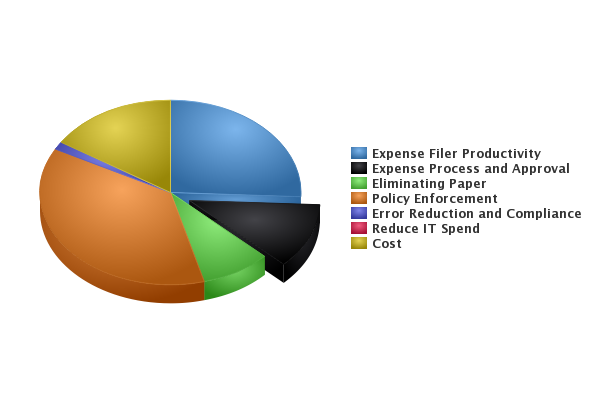 Expense Filer Productivity
Expense Process and Approval
Eliminating Paper
Policy Enforcement
Error Reduction and Compliance
Reduce IT Spend
Cost